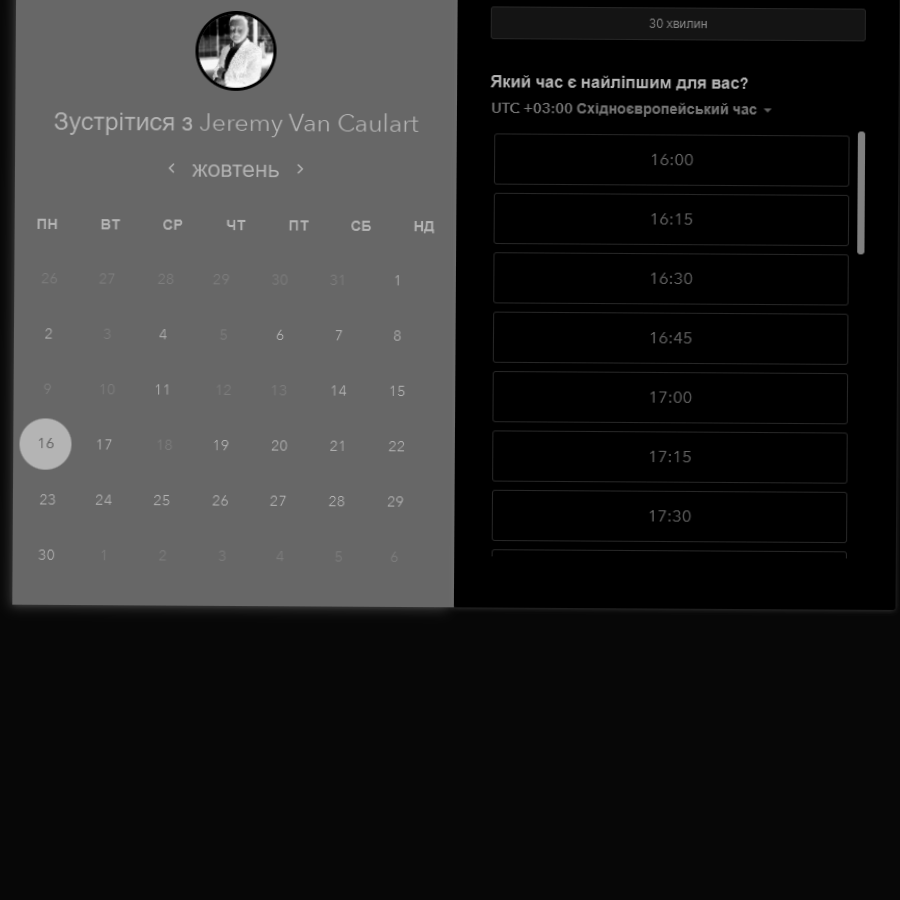 Зустрітися з Jeremy Van Caulart
жовтень
ПН ВТ СР ЧТ ПТ СБ НД
26 27 28 29 30 31 1
2 3 4 5 6 7 8
9 10 11 12 13 14 15
16 17 18 19 20 21 22
23 24 25 26 27 28 29
30 1 2 3 4 5 6
30 хвилин
Який час є найліпшим для вас?
UTC +03:00 Східноєвропейський час
16:00
16:15
16:30
16:45
17:00
17:15
17:30